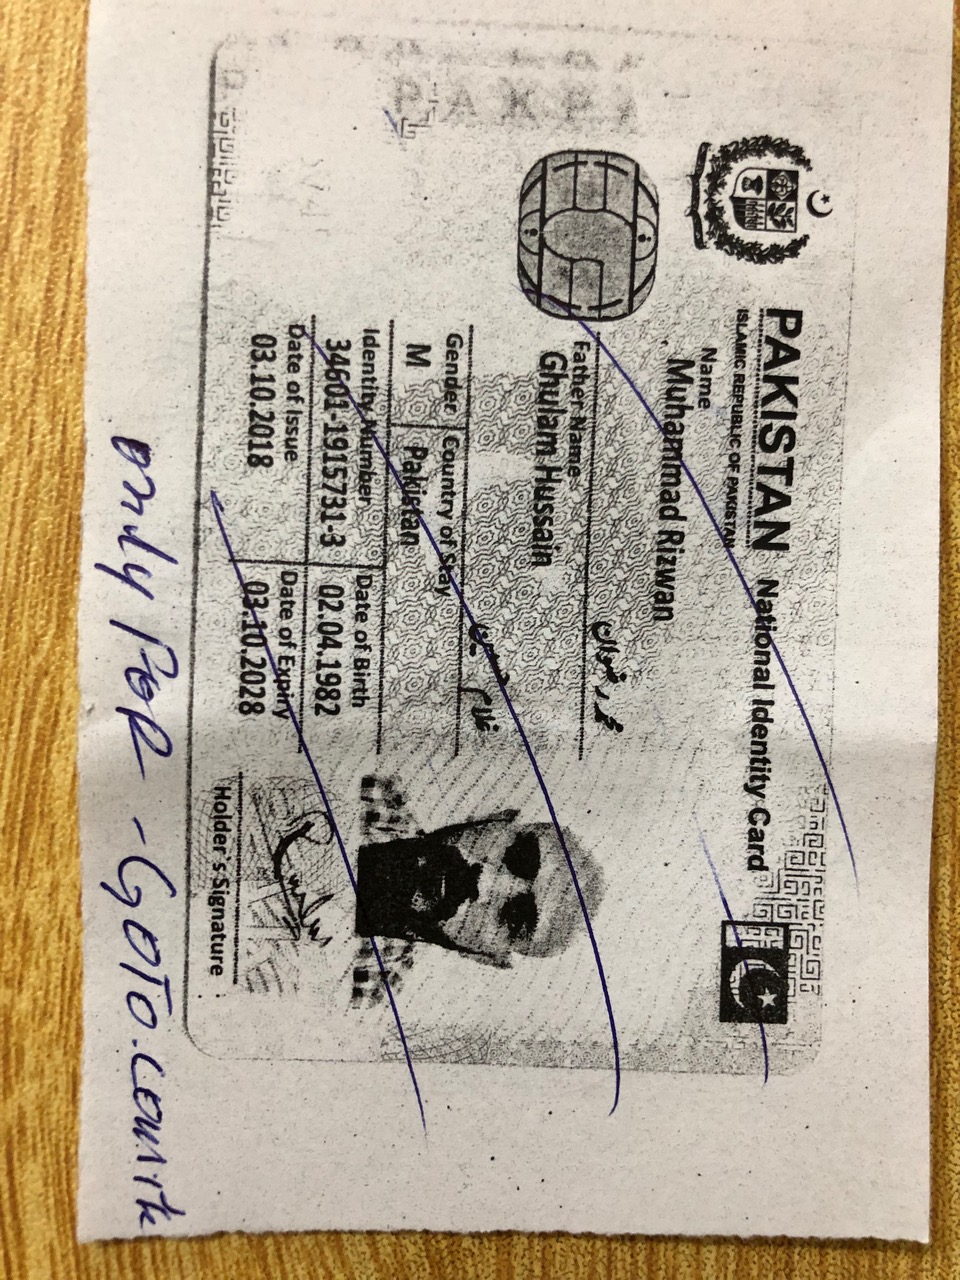 PAKISTAN National Identity Card
ISLAMIC REPUBLIC OF PAKISTAN
Name
Muhammad Rizwan
محمد رضوان
Father Name
Ghulam Hussain
غلام حسین
Gender Country of Stay
M Pakistan
Identity Number Date of Birth
34601-1915731-3 02.04.1982
Date of Issue Date of Expiry
03.10.2018 03.10.2028
Holder's Signature
only FOR - GOTO.COM.